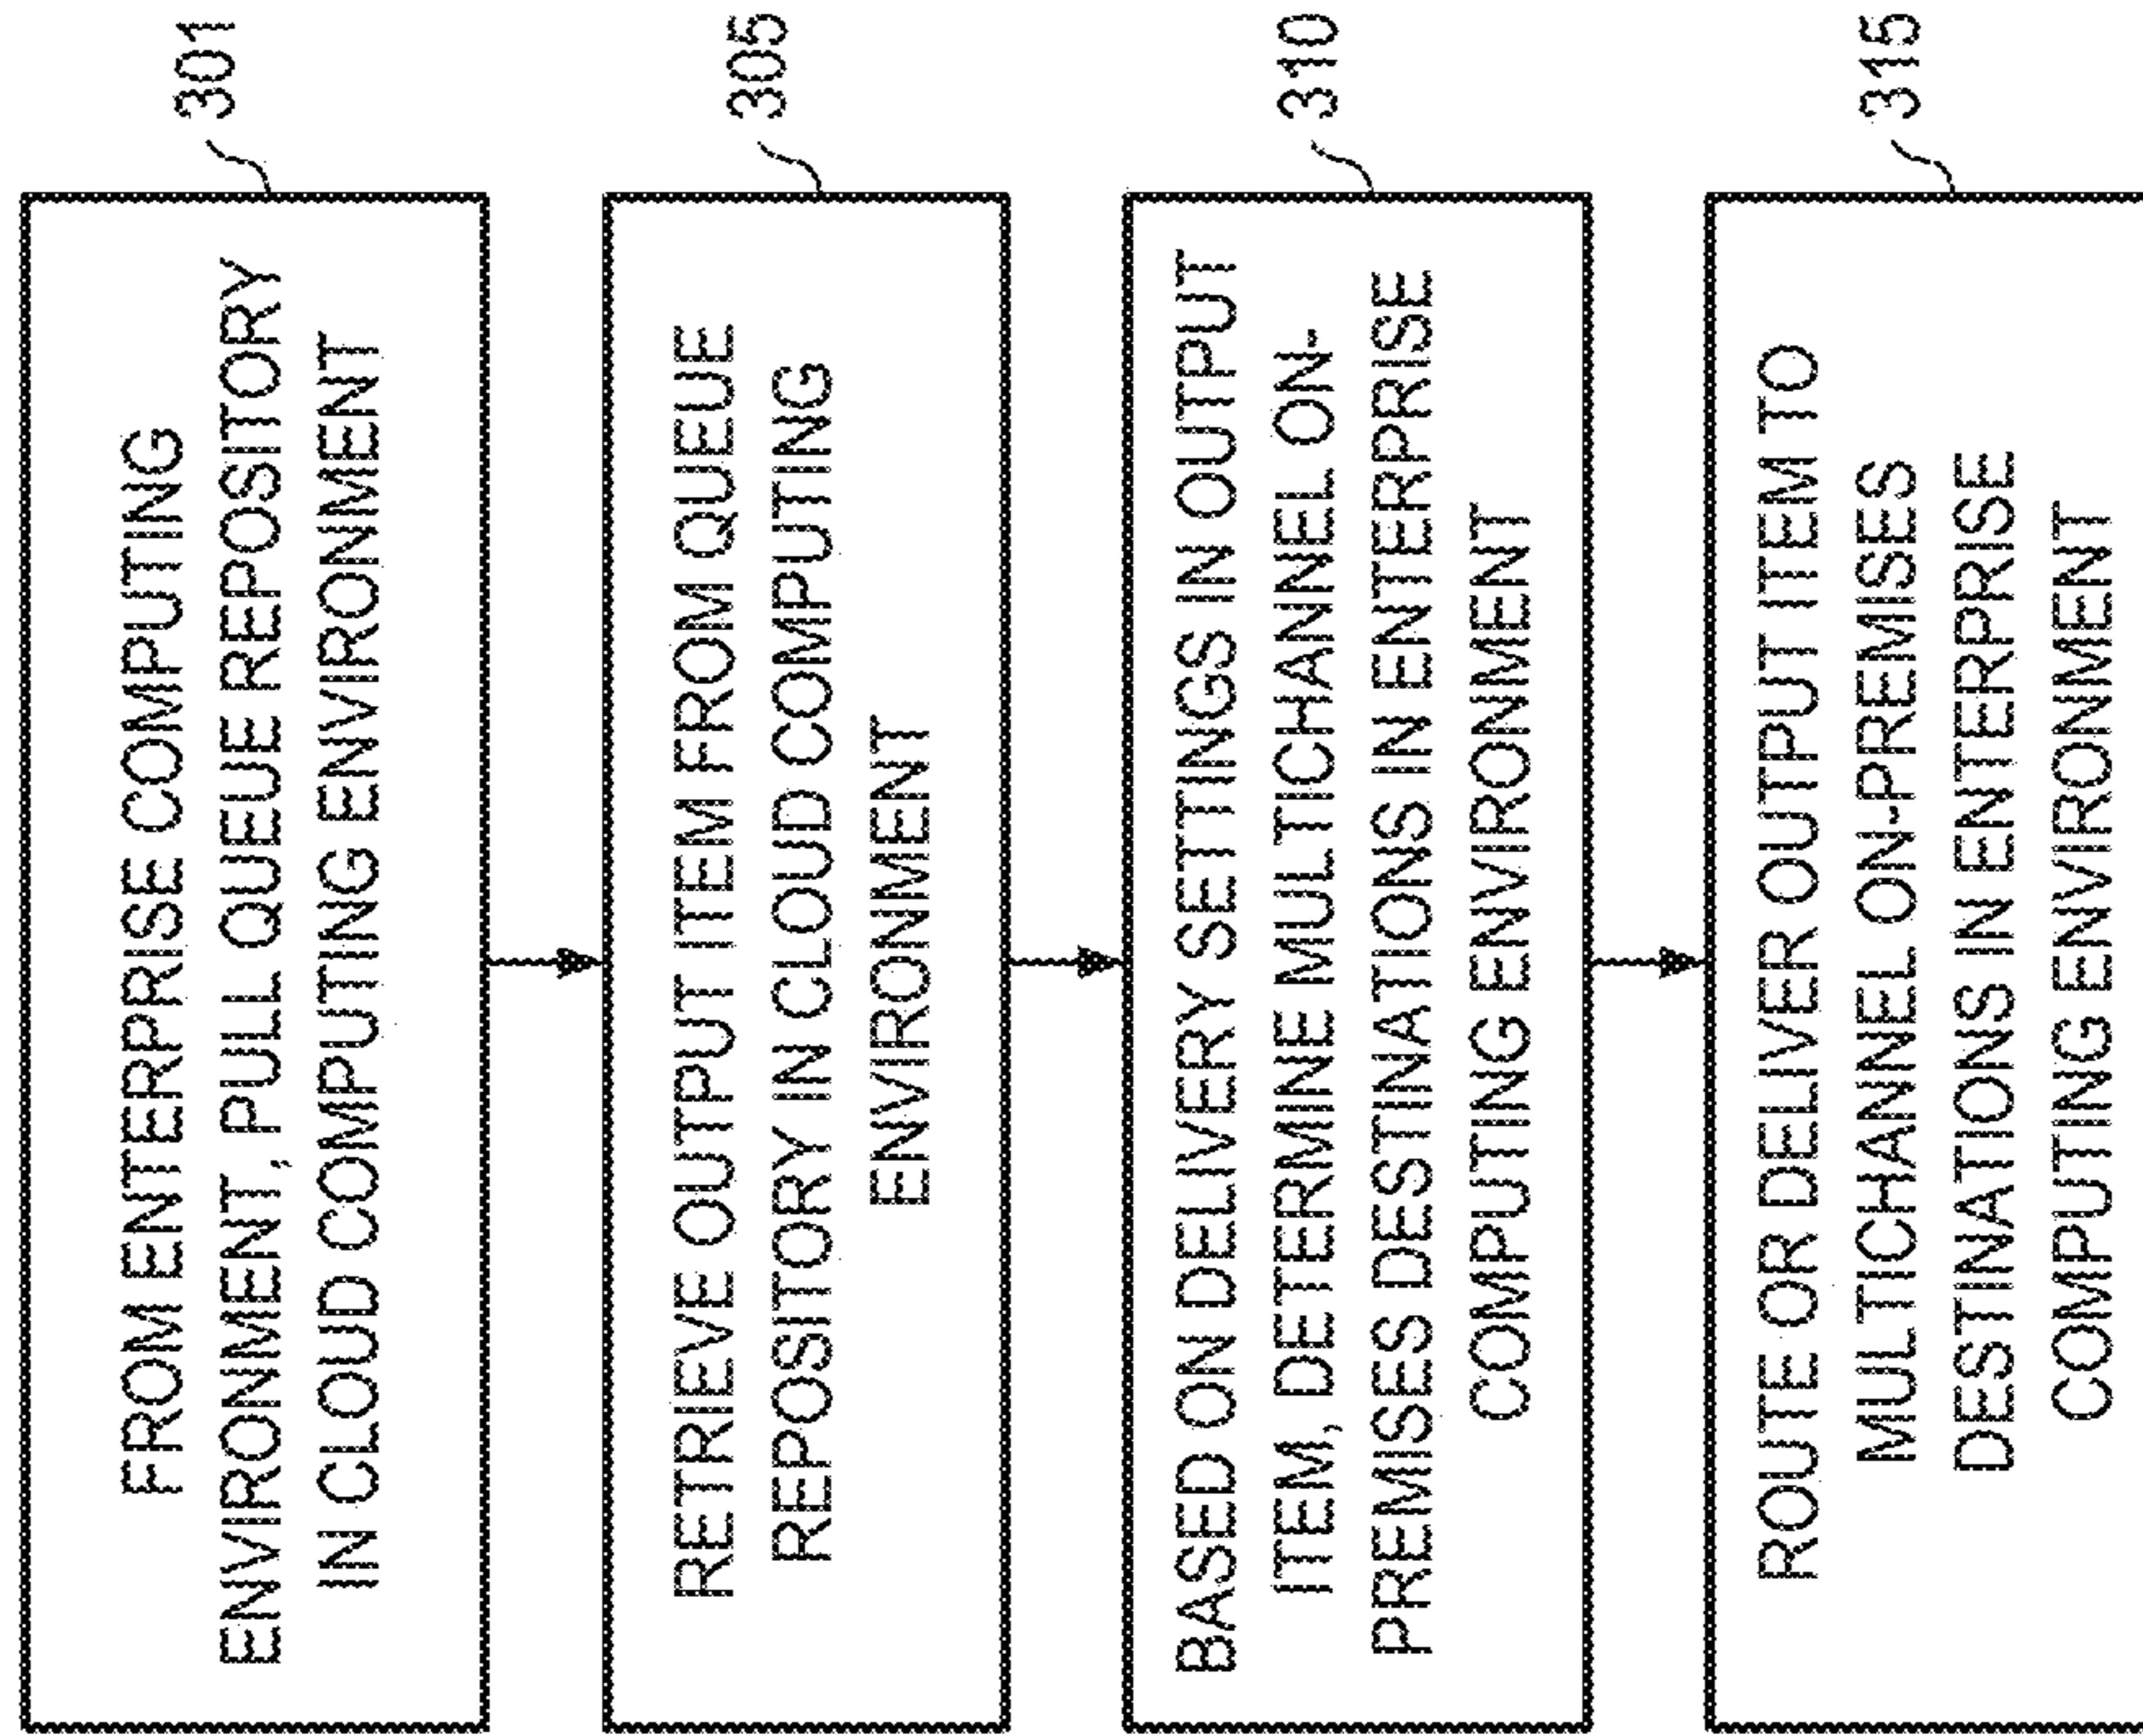 FROM ENTERPRISE COMPUTING
ENVIRONMENT, PULL QUEUE REPOSITORY
IN CLOUD COMPUTING ENVIRONMENT
301
RETRIEVE OUTPUT ITEM FROM QUEUE
REPOSITORY IN CLOUD COMPUTING
ENVIRONMENT
305
BASED ON DELIVERY SETTINGS IN OUTPUT
ITEM, DETERMINE MULTICHANNEL ON-
PREMISES DESTINATIONS IN ENTERPRISE
COMPUTING ENVIRONMENT
310
ROUTE OR DELIVER OUTPUT ITEM TO
MULTICHANNEL ON-PREMISES
DESTINATIONS IN ENTERPRISE
COMPUTING ENVIRONMENT
315